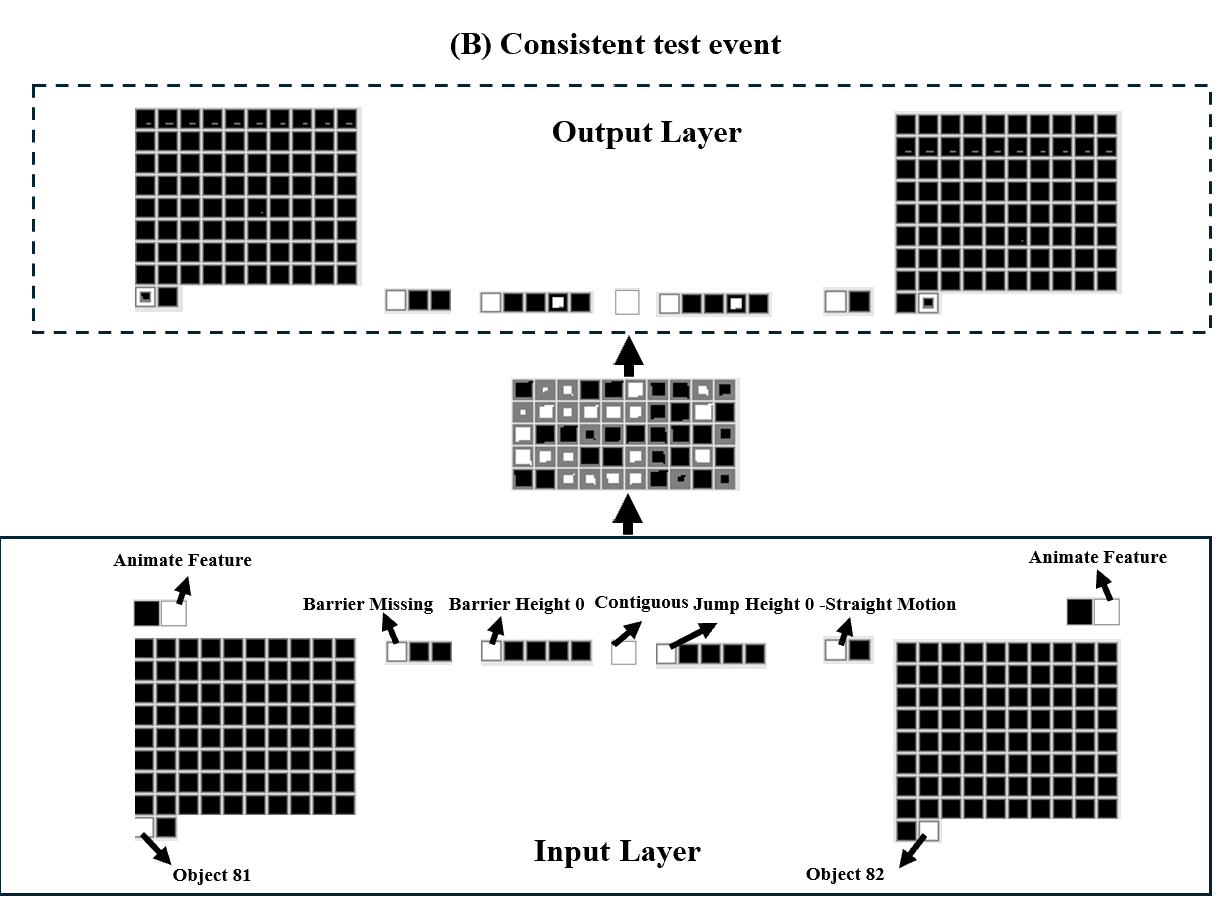 (B) Consistent test event
Output Layer
Animate Feature
Animate Feature
Barrier Missing
Barrier Height 0
Contiguous
Jump Height 0 -Straight Motion
Input Layer
Object 81
Object 82